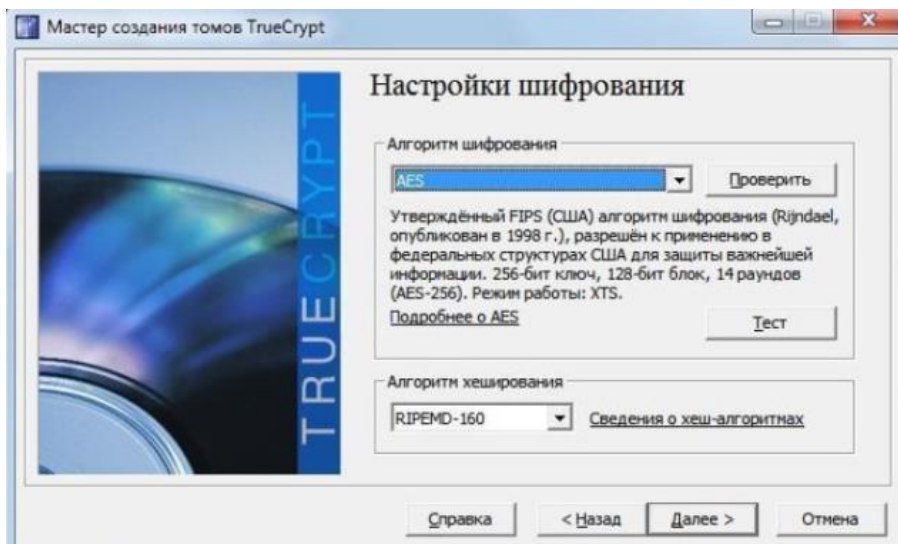 Мастер создания томов TrueCrypt
TRUECRYPT
Настройки шифрования
Алгоритм шифрования
AES
Проверить
Утверждённый FIPS (США) алгоритм шифрования (Rijndael,
опубликован в 1998 г.), разрешён к применению в
федеральных структурах США для защиты важнейшей
информации. 256-бит ключ, 128-бит блок, 14 раундов
(AES-256). Режим работы: XTS.
Подробнее о AES
Тест
Алгоритм хеширования
RIPEMD-160
Сведения о хеш-алгоритмах
Справка
< Назад
Далее >
Отмена